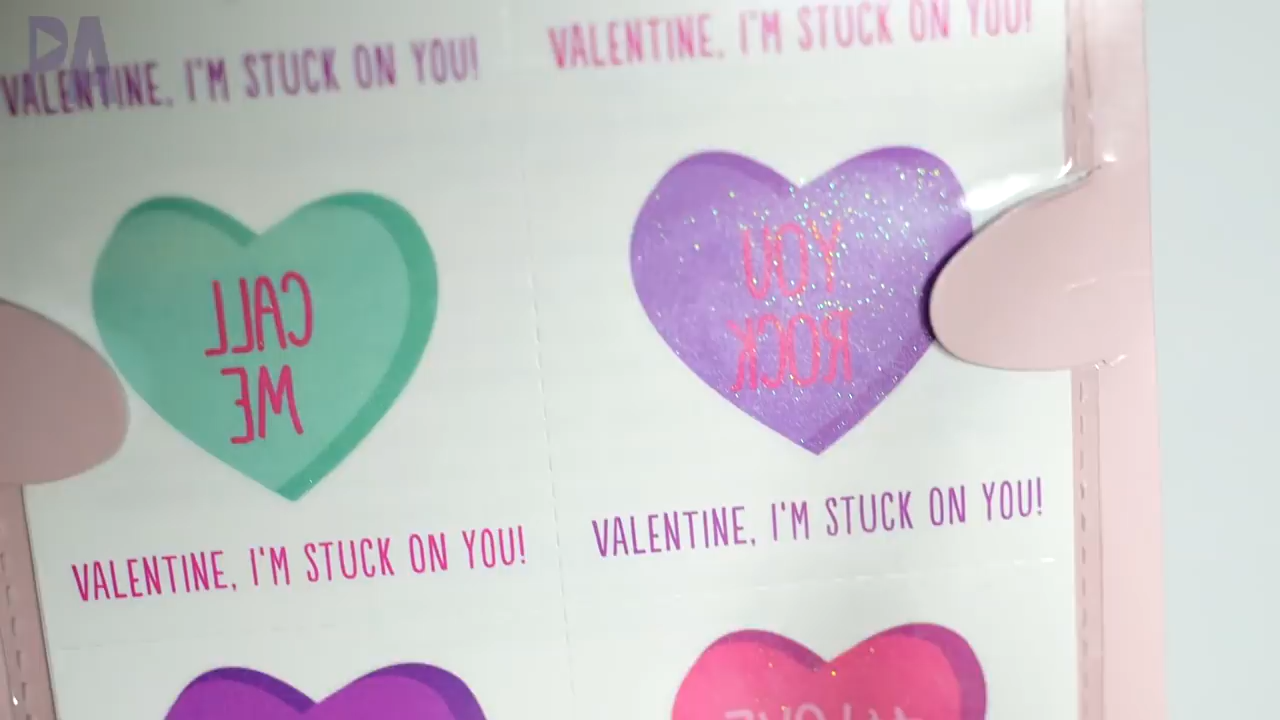 DA
VALENTINE, I'M STUCK ON YOU!
VALENTINE, I'M STUCK ON YOU!
CALL
ME
YOU
ROCK
VALENTINE, I'M STUCK ON YOU!
VALENTINE, I'M STUCK ON YOU!